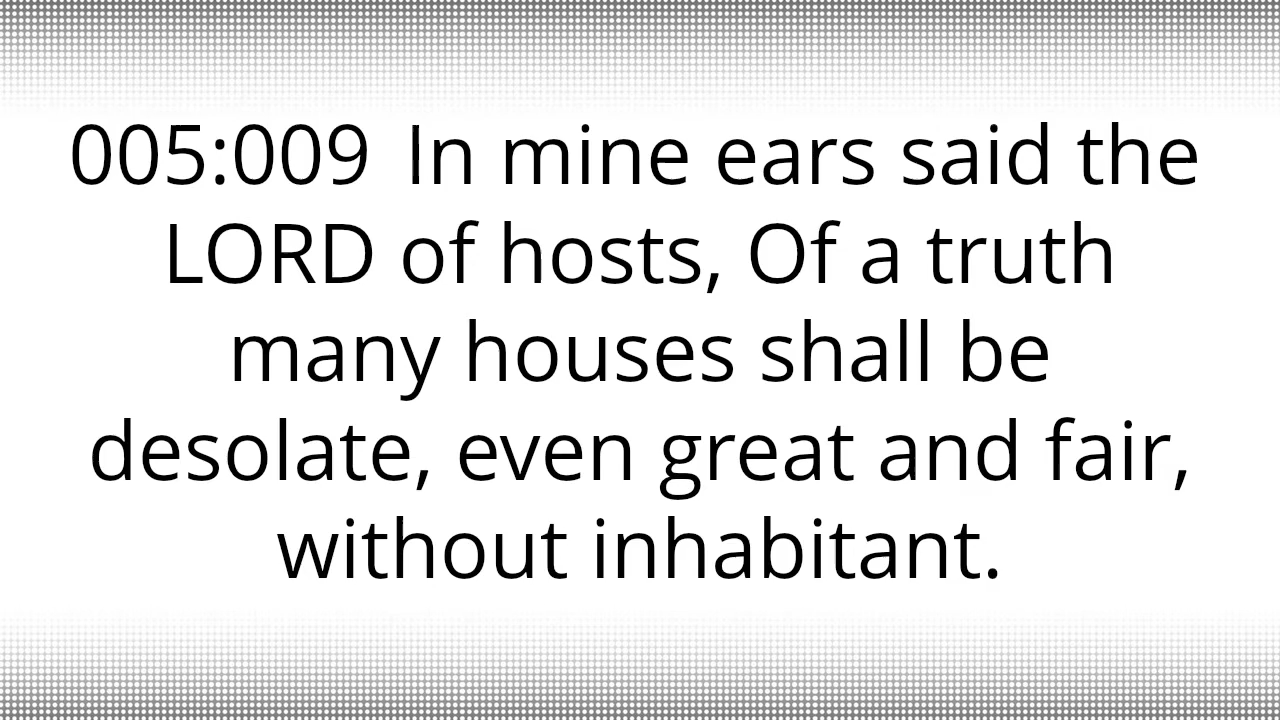 005:009 In mine ears said the
LORD of hosts, Of a truth
many houses shall be
desolate, even great and fair,
without inhabitant.